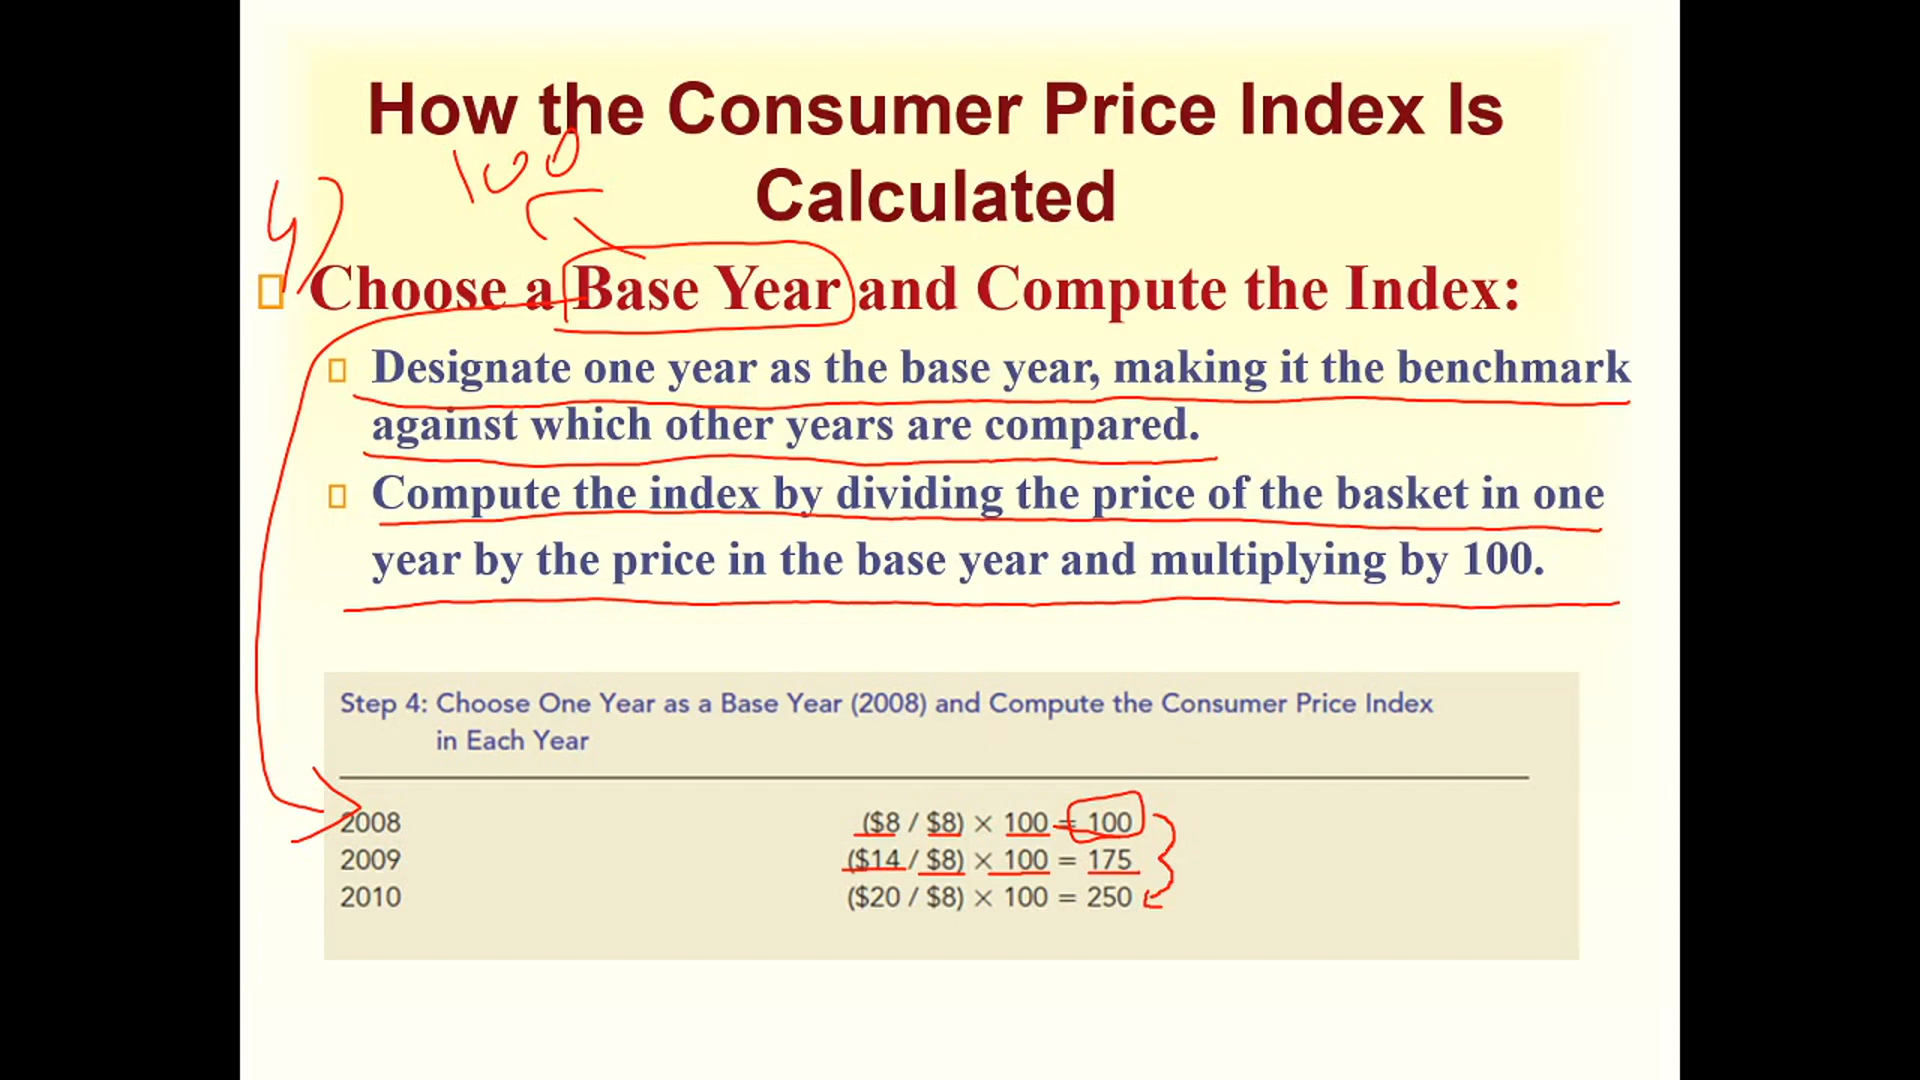 How the Consumer Price Index Is
Calculated
100
4)
Choose a Base Year and Compute the Index:
Designate one year as the base year, making it the benchmark
against which other years are compared.
Compute the index by dividing the price of the basket in one
year by the price in the base year and multiplying by 100.
Step 4: Choose One Year as a Base Year (2008) and Compute the Consumer Price Index
in Each Year
2008 ($8 / $8) × 100 = 100
2009 ($14 / $8) × 100 = 175
2010 ($20 / $8) × 100 = 250